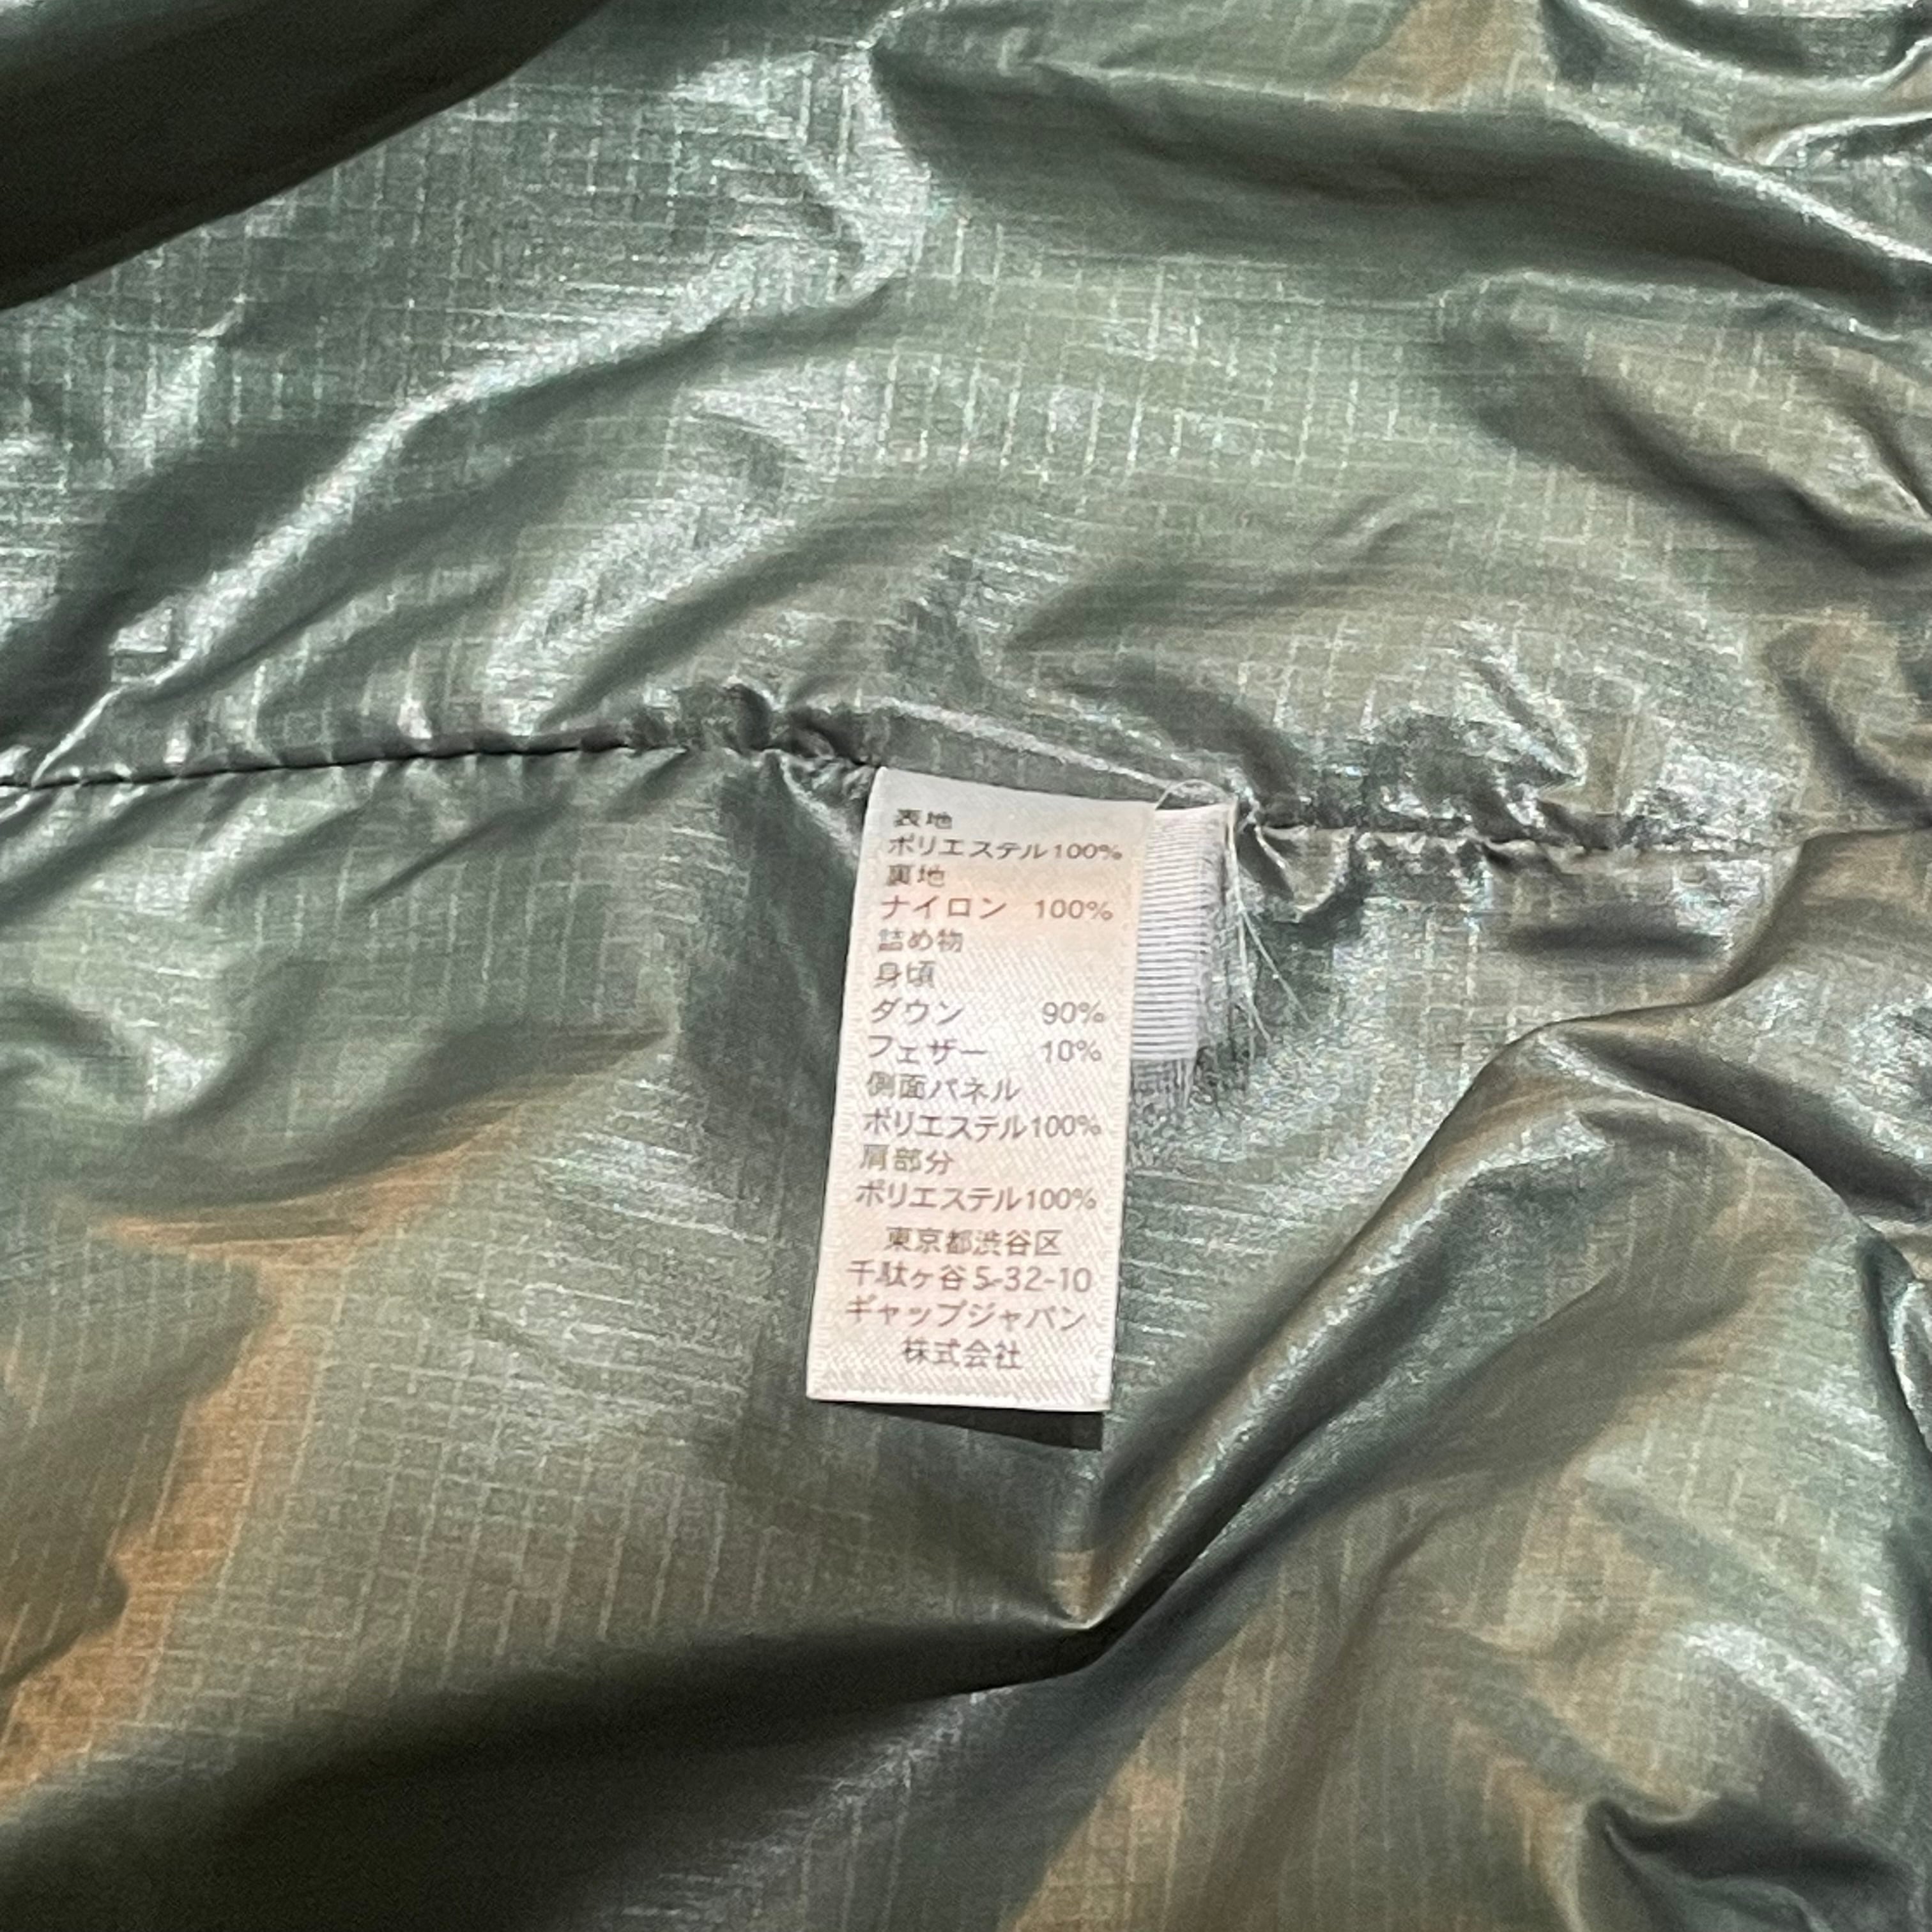 表地
ポリエステル100%
裏地
ナイロン 100%
詰め物
身頃
ダウン 90%
フェザー 10%
側面パネル
ポリエステル100%
肩部分
ポリエステル100%
東京都渋谷区
千駄ヶ谷5-32-10
ギャップジャパン
株式会社